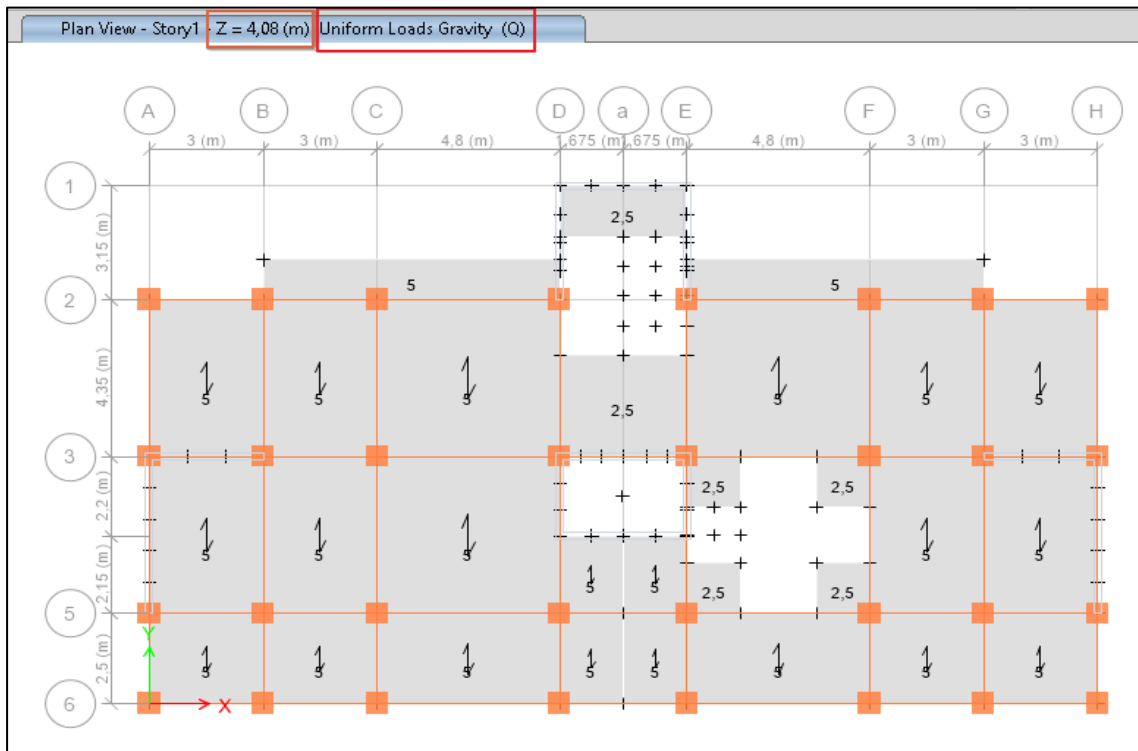 Plan View - Story1 - Z = 4,08 (m) Uniform Loads Gravity (Q)
A B C D a E F G H
3 (m) 3 (m) 4,8 (m) 1,675 (m) 1,675 (m) 4,8 (m) 3 (m) 3 (m)
1
2,5
3,15 (m)
5 5
2
4,35 (m)
5 5 5 5 5 5
2,5
3
2,2 (m)
2,5 2,5
5 5 5 5 5
2,15 (m)
5 5
2,5 2,5
5
Y
2,5 (m)
5 5 5 5 5 5 5 5
6
X